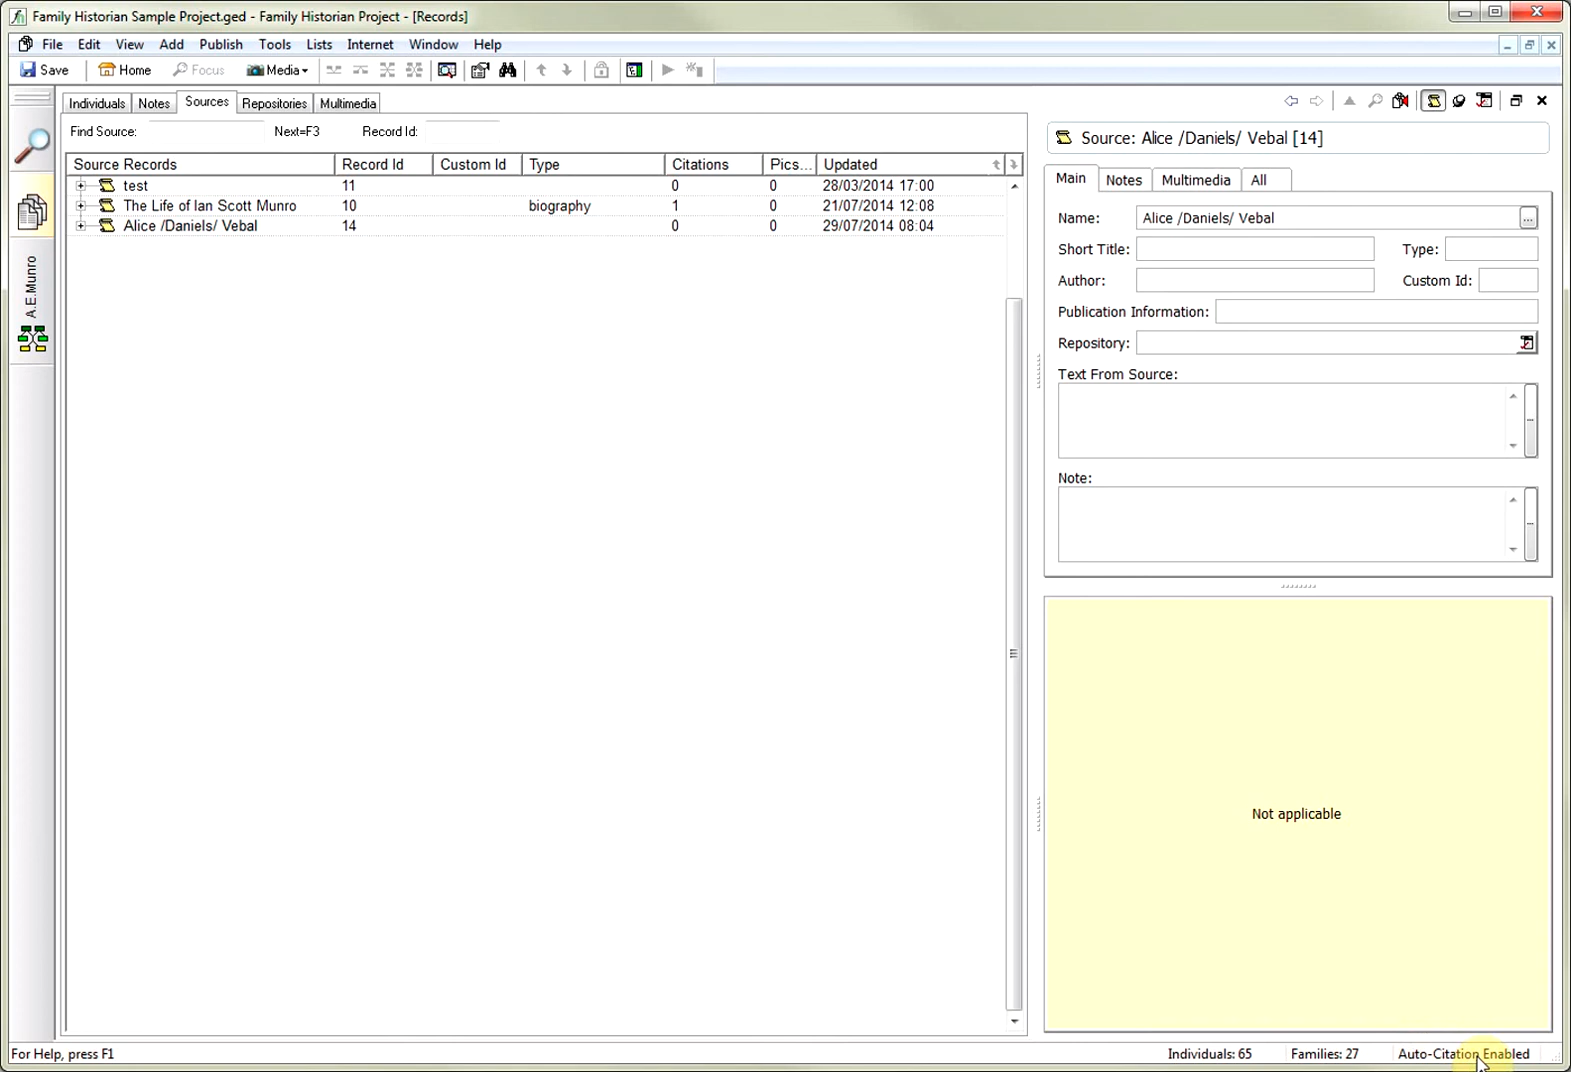 Family Historian Sample Project.ged - Family Historian Project - [Records]
File Edit View Add Publish Tools Lists Internet Window Help
Save Home Focus Media
Individuals Notes Sources Repositories Multimedia
Find Source: Next=F3 Record Id:
Source Records Record Id Custom Id Type Citations Pics... Updated
test 11 0 0 28/03/2014 17:00
The Life of Ian Scott Munro 10 biography 1 0 21/07/2014 12:08
Alice /Daniels/ Vebal 14 0 0 29/07/2014 08:04
A.E.Munro
Source: Alice /Daniels/ Vebal [14]
Main Notes Multimedia All
Name: Alice /Daniels/ Vebal ...
Short Title: Type:
Author: Custom Id:
Publication Information:
Repository:
Text From Source:
Note:
Not applicable
For Help, press F1 Individuals: 65 Families: 27 Auto-Citation Enabled